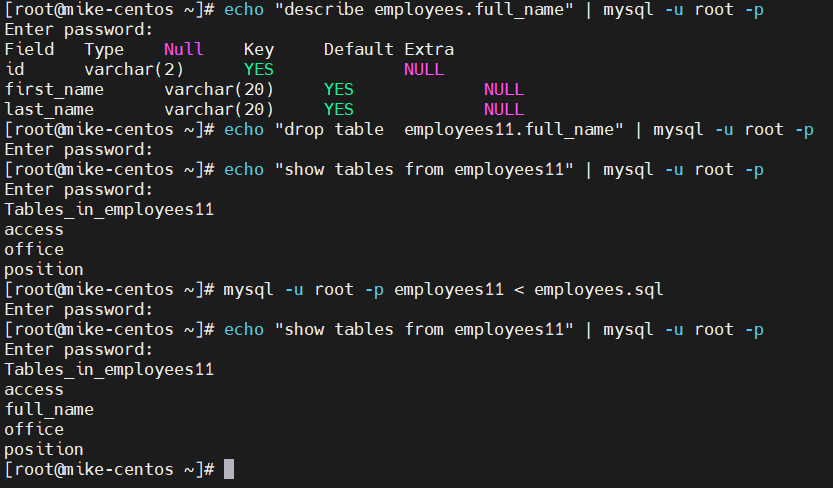 [root@mike-centos ~]# echo "describe employees.full_name" | mysql -u root -p
Enter password:
Field   Type    Null    Key     Default Extra
id      varchar(2)      YES             NULL
first_name      varchar(20)     YES             NULL
last_name       varchar(20)     YES             NULL
[root@mike-centos ~]# echo "drop table  employees11.full_name" | mysql -u root -p
Enter password:
[root@mike-centos ~]# echo "show tables from employees11" | mysql -u root -p
Enter password:
Tables_in_employees11
access
office
position
[root@mike-centos ~]# mysql -u root -p employees11 < employees.sql
Enter password:
[root@mike-centos ~]# echo "show tables from employees11" | mysql -u root -p
Enter password:
Tables_in_employees11
access
full_name
office
position
[root@mike-centos ~]#